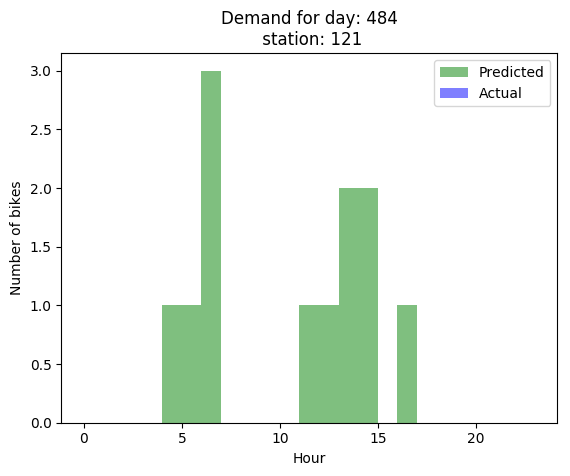 Demand for day: 484
station: 121
Predicted
Actual
3.0
2.5
2.0
1.5
1.0
0.5
0.0
Number of bikes
0 5 10 15 20
Hour